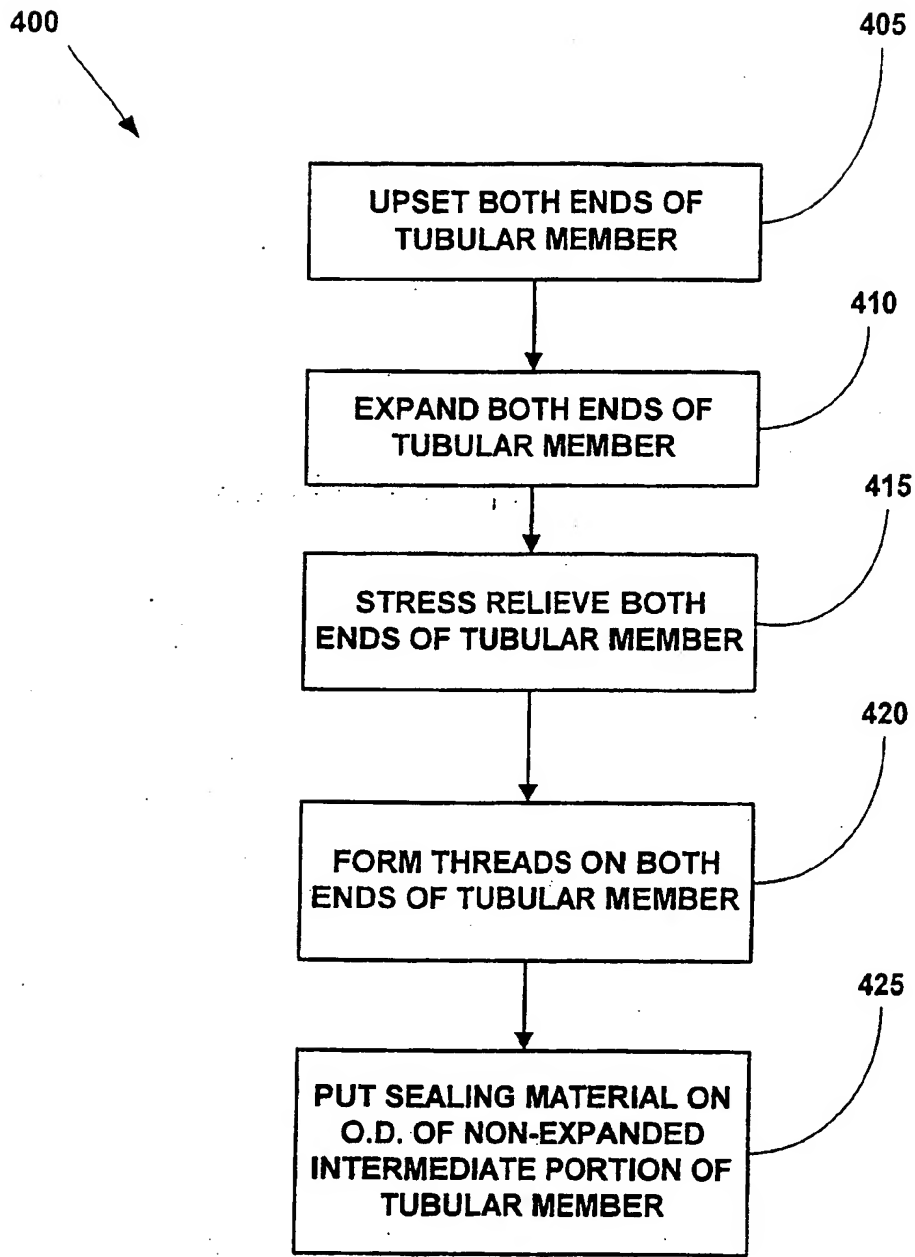 400
405
UPSET BOTH ENDS OF
TUBULAR MEMBER
410
EXPAND BOTH ENDS OF
TUBULAR MEMBER
415
STRESS RELIEVE BOTH
ENDS OF TUBULAR MEMBER
420
FORM THREADS ON BOTH
ENDS OF TUBULAR MEMBER
425
PUT SEALING MATERIAL ON
O.D. OF NON-EXPANDED
INTERMEDIATE PORTION OF
TUBULAR MEMBER